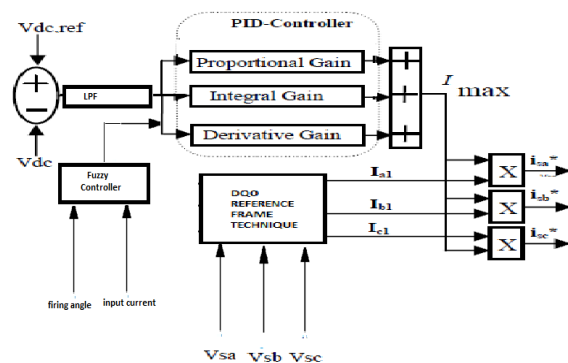 PID-Controller
Vdc.ref
Proportional Gain
LPF
Integral Gain
I max
Derivative Gain
Vdc
Fuzzy
Controller
DQ0
REFERENCE
FRAME
TECHNIQUE
Ia1
Ib1
Ic1
X
isa*
X
isb*
X
isc*
firing angle
input current
Vsa
Vsb
Vsc